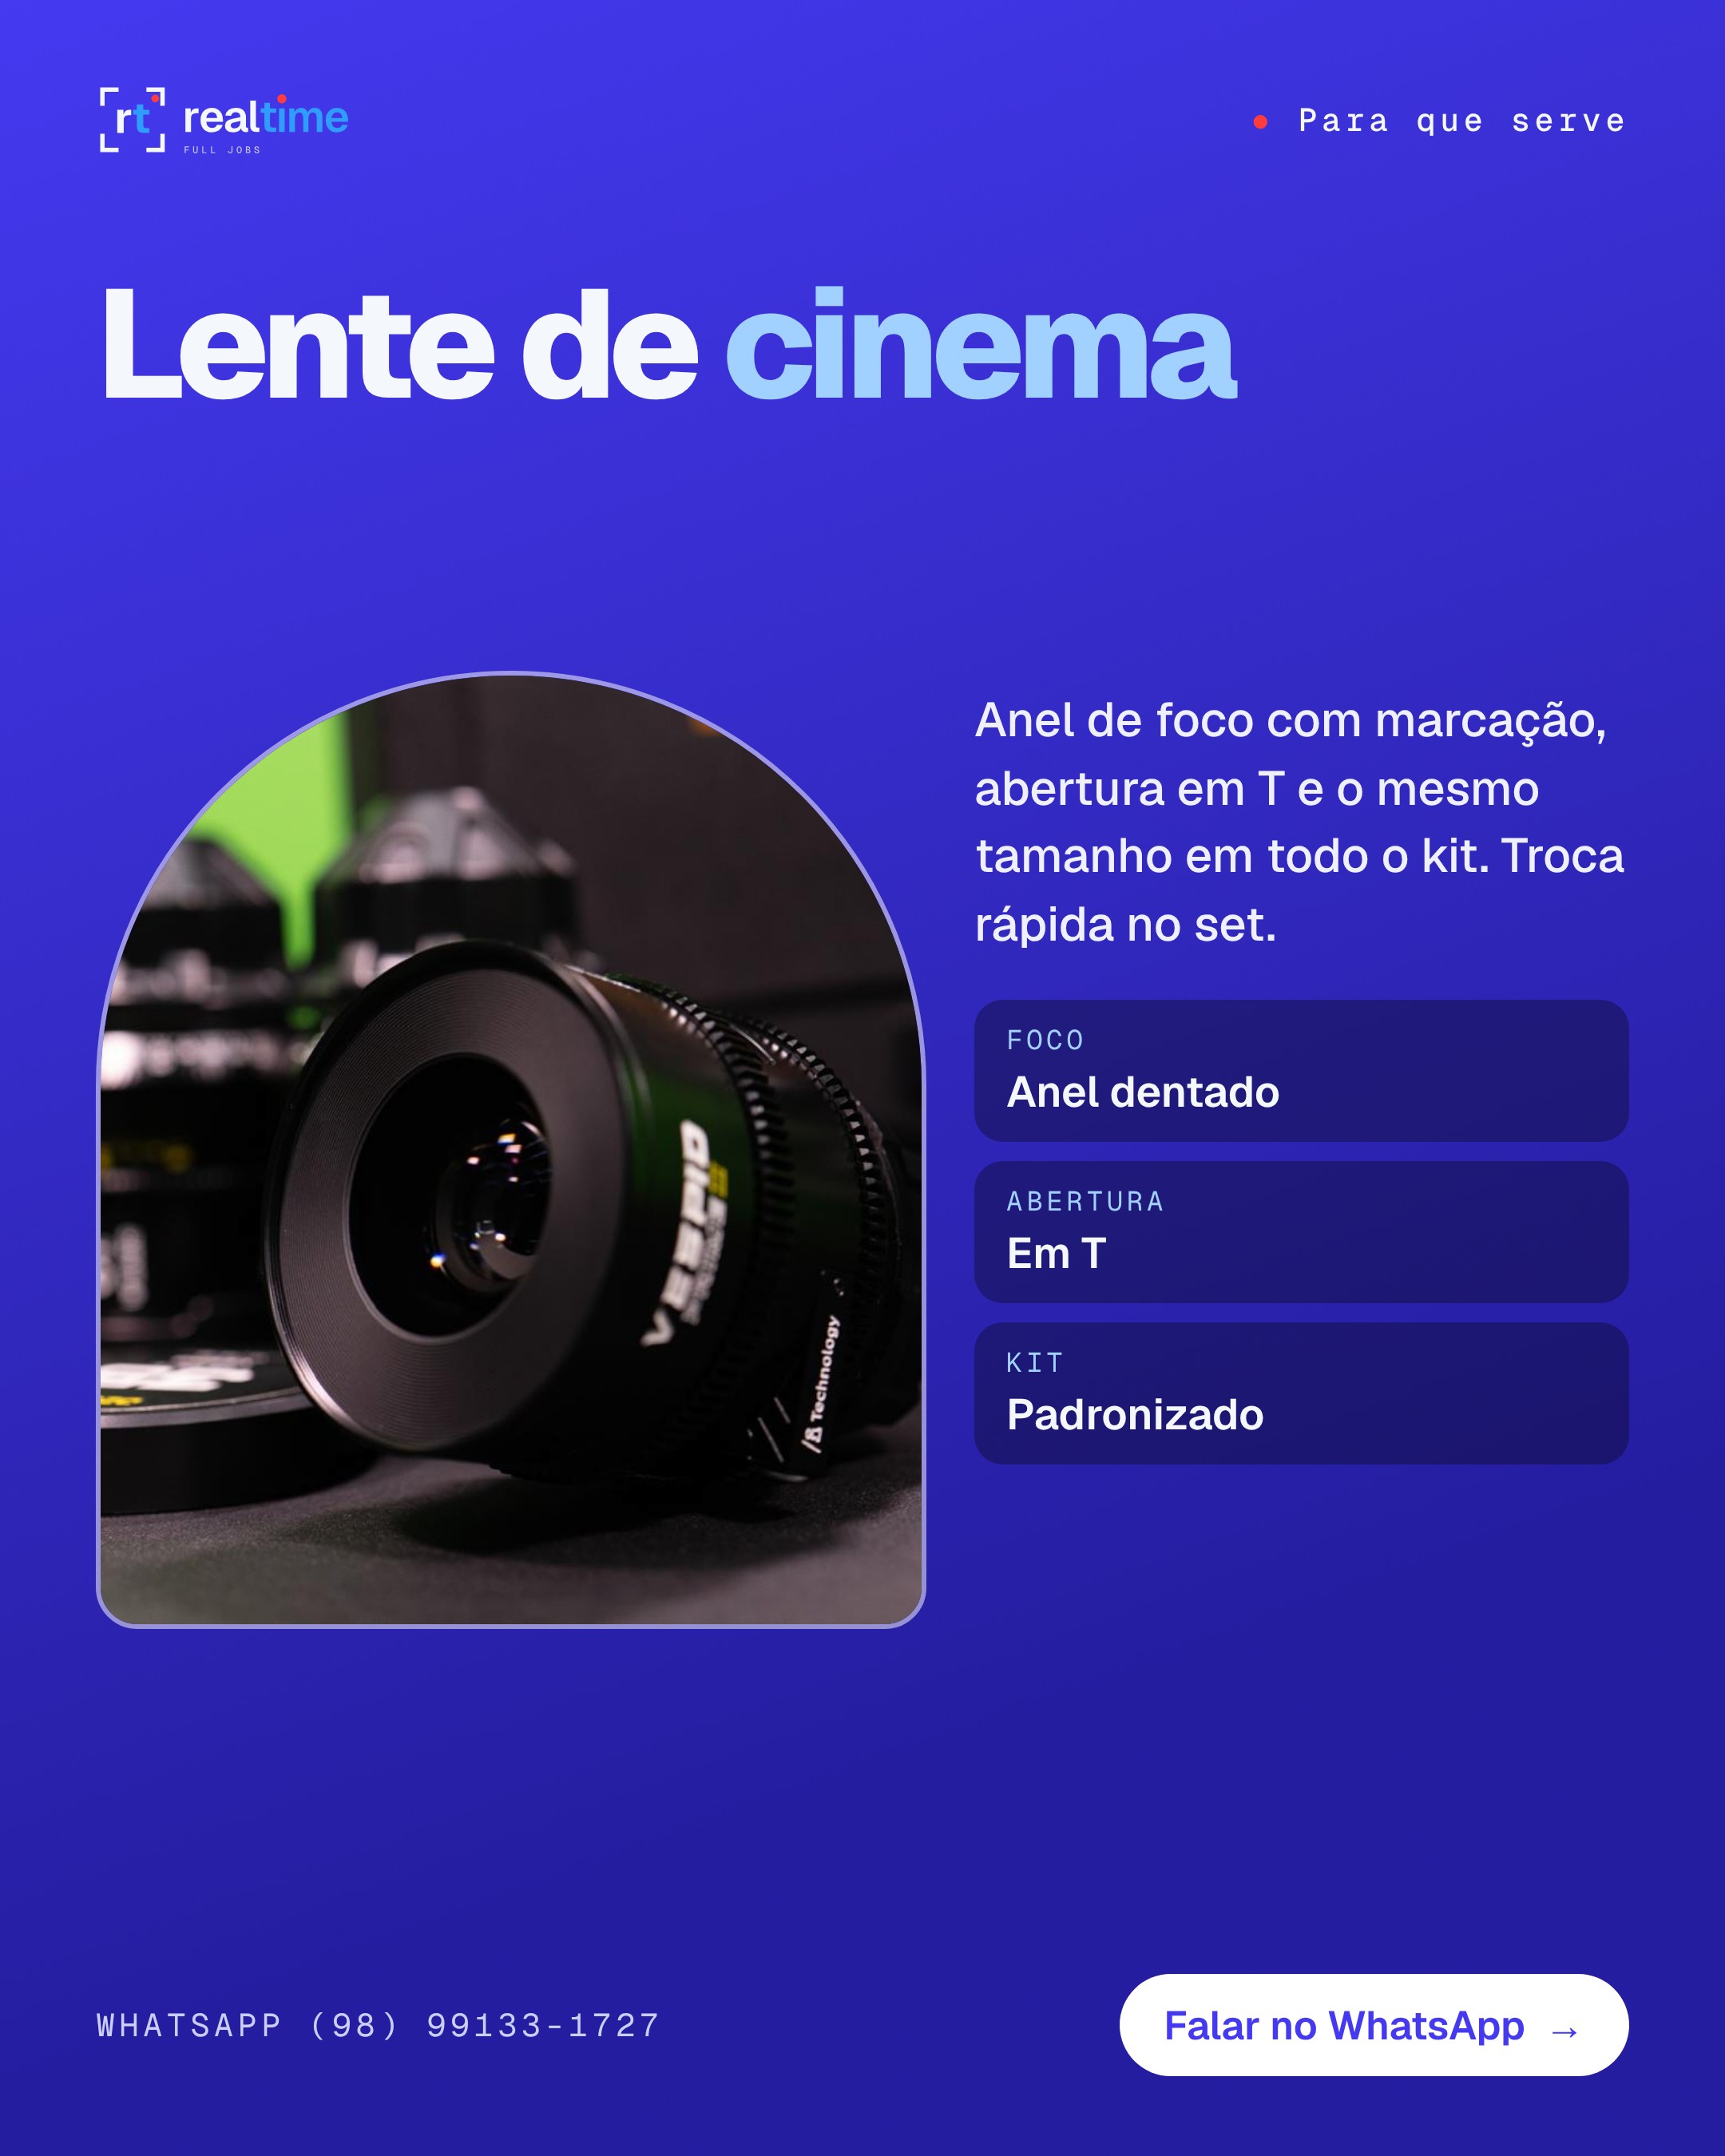 rt realtime
FULL JOBS
Para que serve
Lente de cinema
Anel de foco com marcação,
abertura em T e o mesmo
tamanho em todo o kit. Troca
rápida no set.
FOCO
Anel dentado
ABERTURA
Em T
KIT
Padronizado
VESPID
Technology
WHATSAPP (98) 99133-1727
Falar no WhatsApp →